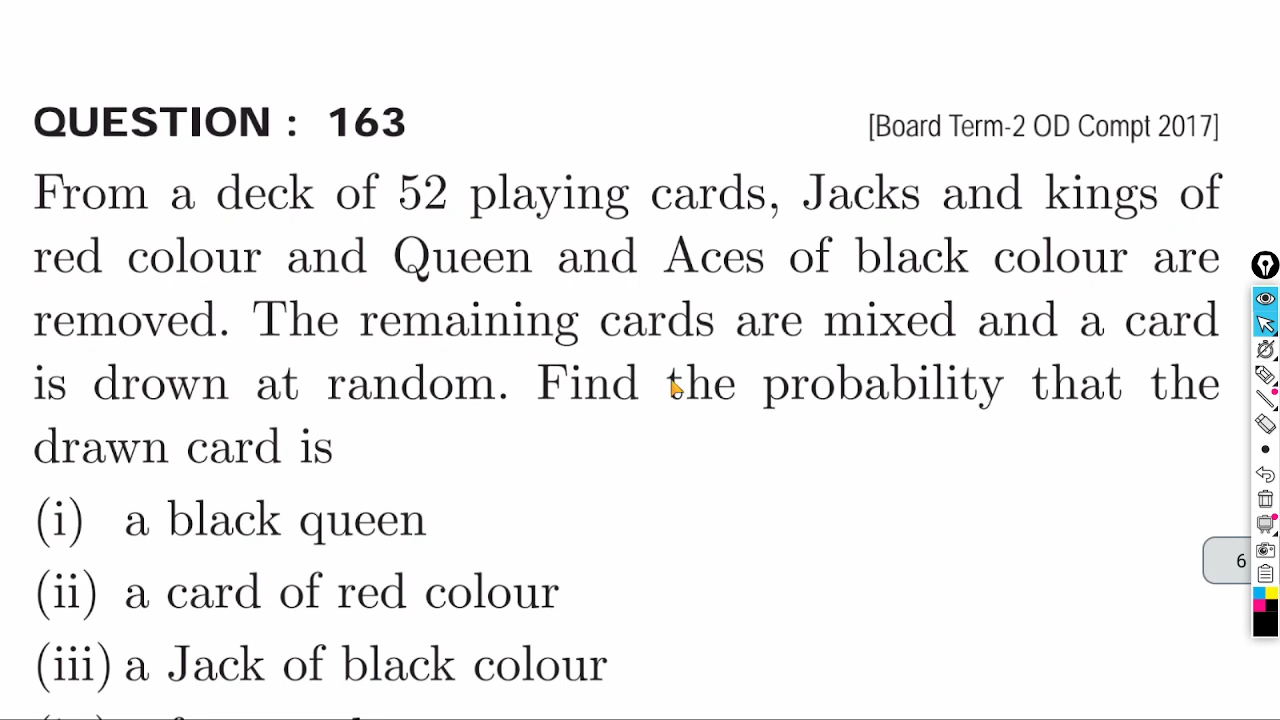 QUESTION : 163 [Board Term-2 OD Compt 2017]
From a deck of 52 playing cards, Jacks and kings of
red colour and Queen and Aces of black colour are
removed. The remaining cards are mixed and a card
is drown at random. Find the probability that the
drawn card is
(i) a black queen
(ii) a card of red colour
6
(iii) a Jack of black colour